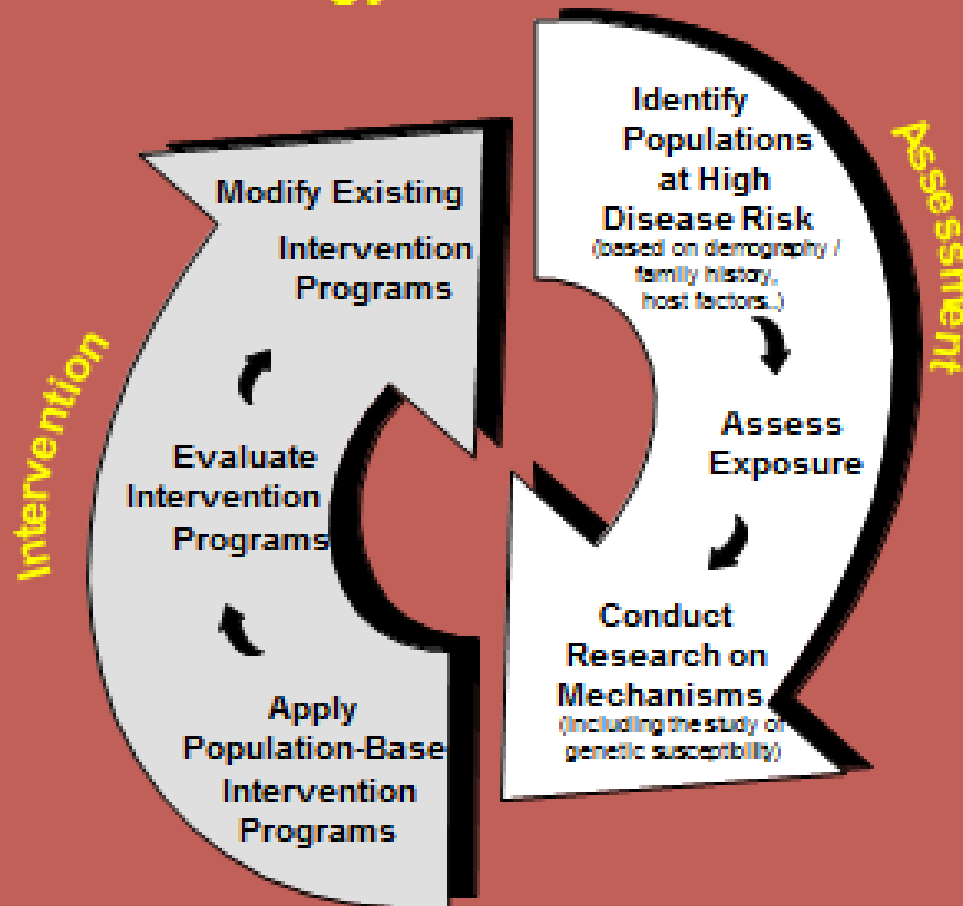 Identify
Populations
at High
Disease Risk
(based on demography /
family history,
host factors..)
Assess
Exposure
Conduct
Research on
Mechanisms
(including the study of
genetic susceptibility)
Assessment
Apply
Population-Base
Intervention
Programs
Evaluate
Intervention
Programs
Modify Existing
Intervention
Programs
Intervention